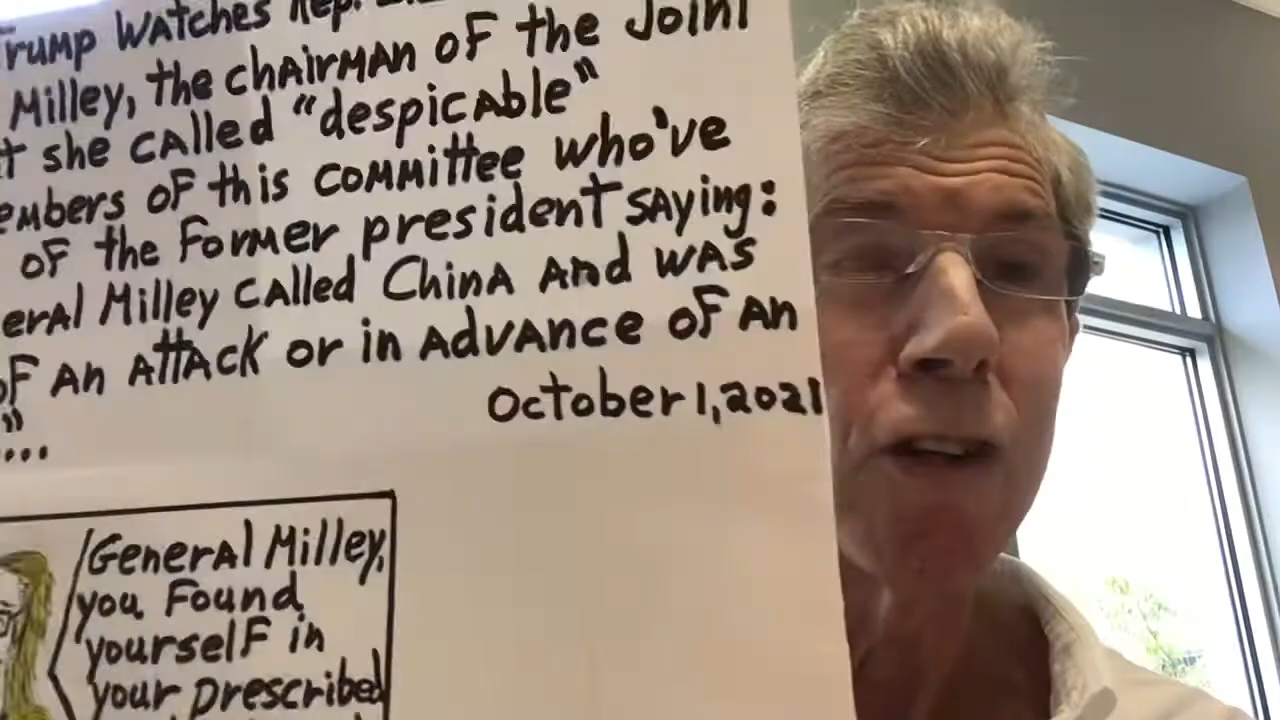 Trump WAtches Rep.
Milley, the chAirMAN oF the Joint
she cAlled "despicable"
oF this coMMittee who've
oF the ForMer president sAying:
Milley cAlled ChinA And wAs
oF An AttAck or in AdvAnce oF An
October 1, 2021
"
....
GenerAl Milley,
you Found
yourselF in
your prescribed